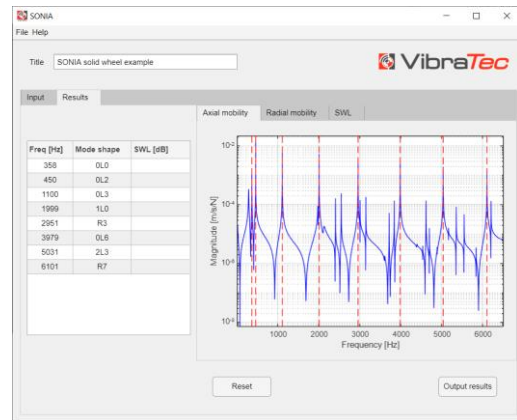 SONIA
File Help
Title SONIA solid wheel example
VibraTec
Input Results
Axial mobility Radial mobility SWL
Freq [Hz] Mode shape SWL [dB]
358 0L0
450 0L2
1100 0L3
1999 1L0
2951 R3
3979 0L6
5031 2L3
6101 R7
Magnitude [m/s/N]
10-2
10-4
10-6
10-8
1000 2000 3000 4000 5000 6000
Frequency [Hz]
Reset Output results